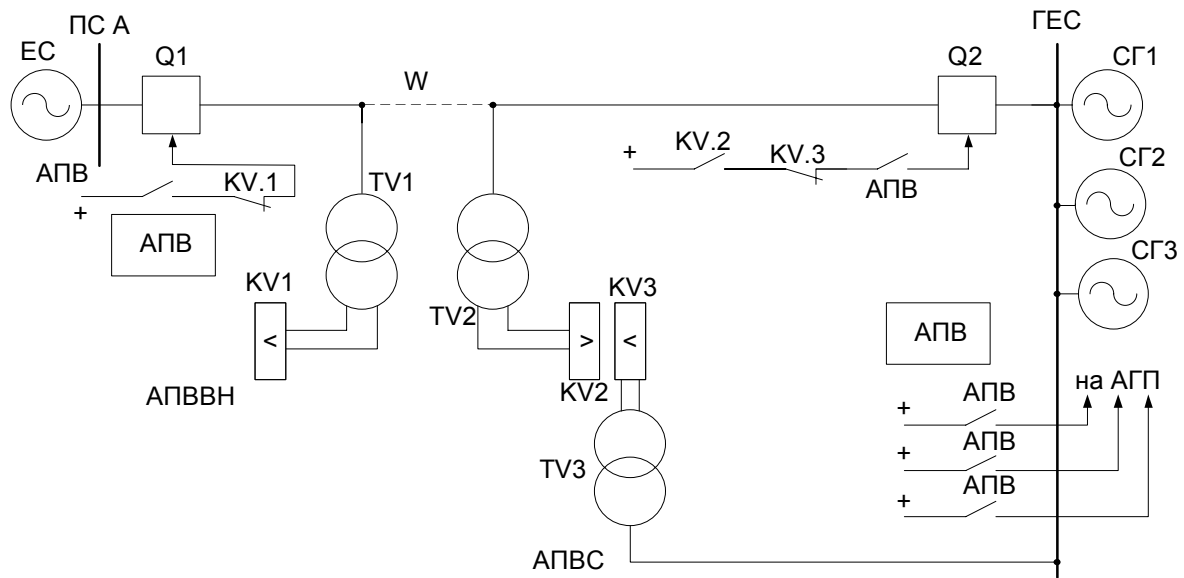 ПС А
ГЕС
ЕС
Q1
W
Q2
СГ1
АПВ
+
KV.1
АПВ
TV1
+
KV.2
KV.3
АПВ
СГ2
СГ3
KV1
<
TV2
>
KV2
KV3
<
АПВ
АПВВН
TV3
АПВС
на АГП
+
АПВ
+
АПВ
+
АПВ